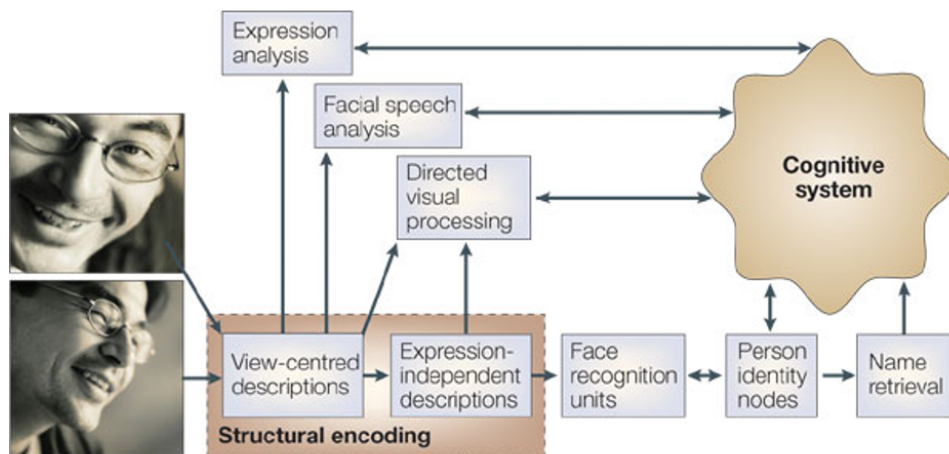 Expression
analysis
Facial speech
analysis
Directed
visual
processing
Cognitive
system
View-centred
descriptions
Expression-
independent
descriptions
Face
recognition
units
Person
identity
nodes
Name
retrieval
Structural encoding